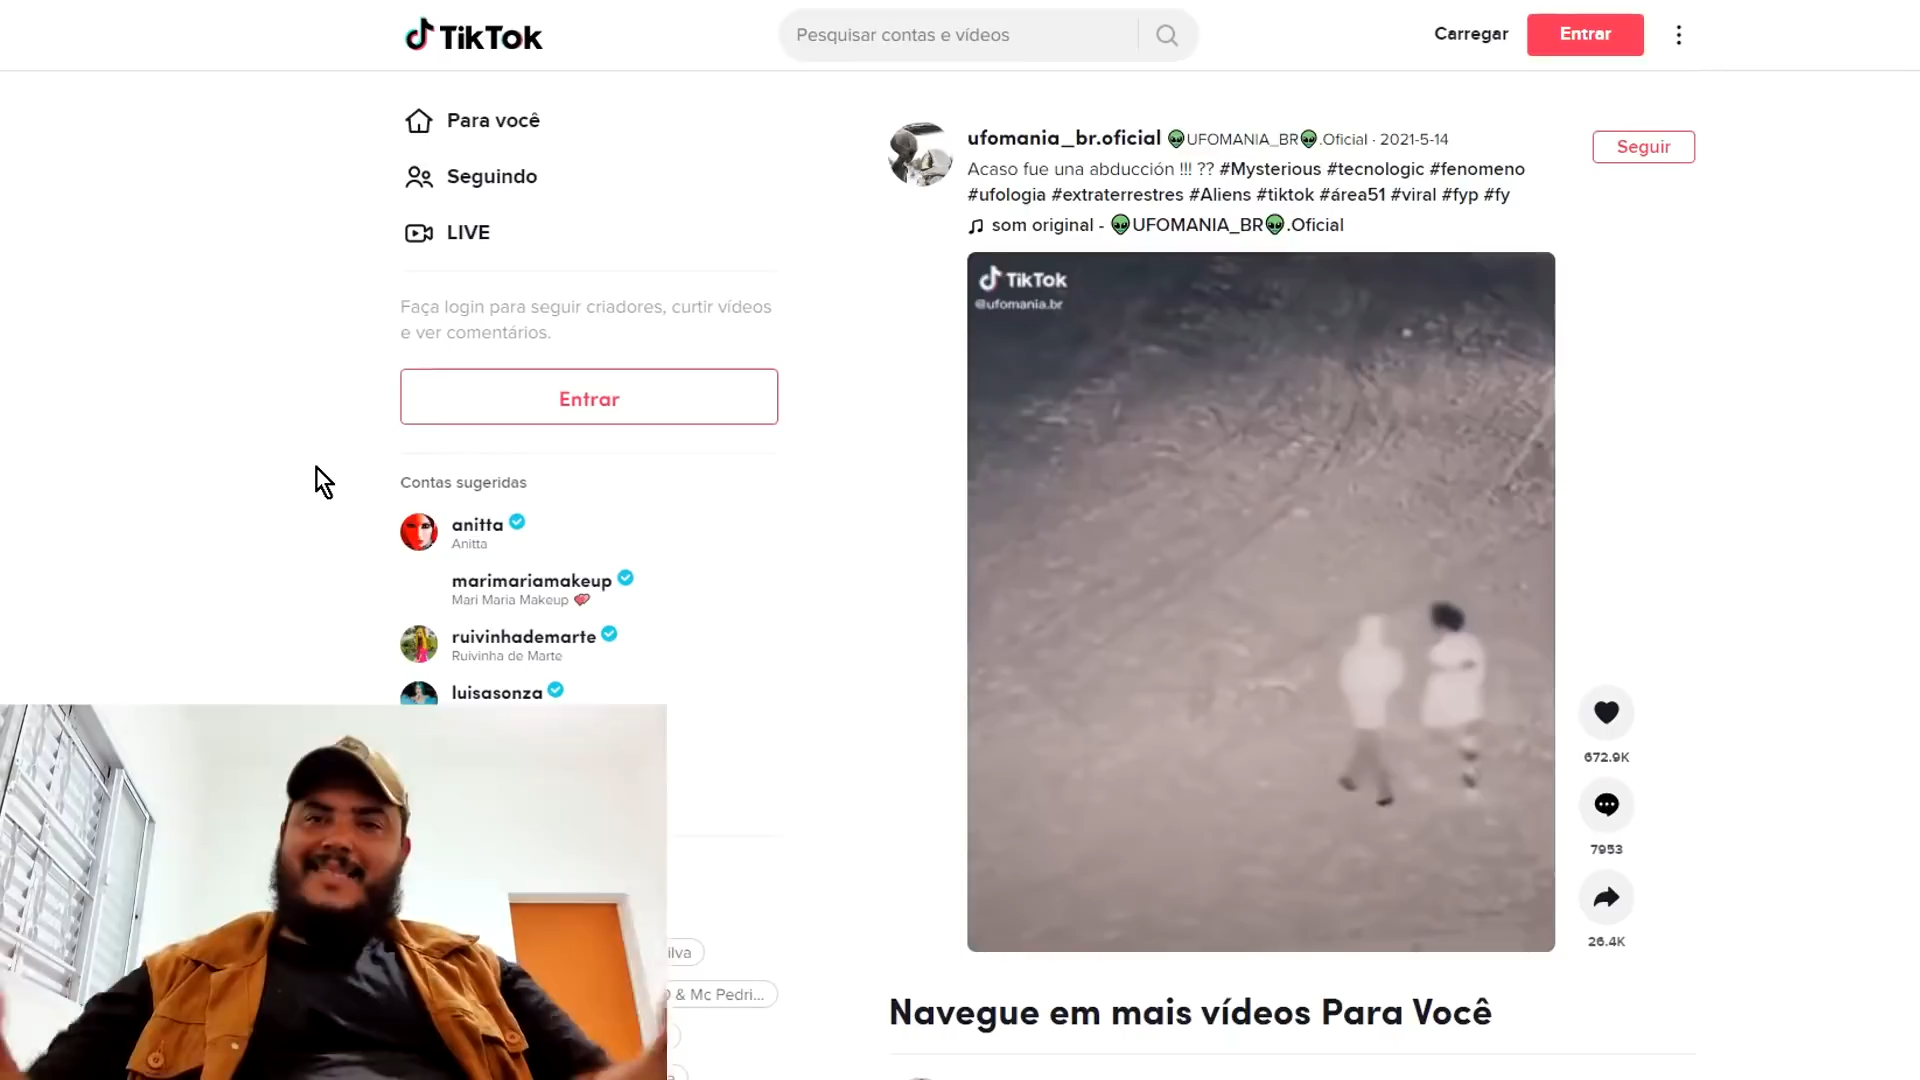 TikTok
Pesquisar contas e vídeos
Carregar
Entrar
Para você
Seguindo
LIVE
Faça login para seguir criadores, curtir vídeos
e ver comentários.
Entrar
Contas sugeridas
anitta
Anitta
marimariamakeup
Mari Maria Makeup
ruivinhademarte
Ruivinha de Marte
luisasonza
& Mc Pedri...
ufomania_br.oficial 👽UFOMANIA_BR👽.Oficial · 2021-5-14
Seguir
Acaso fue una abducción !!! ?? #Mysterious #tecnologic #fenomeno
#ufologia #extraterrestres #Aliens #tiktok #área51 #viral #fyp #fy
som original - 👽UFOMANIA_BR👽.Oficial
TikTok
@ufomania.br
672.9K
7953
26.4K
Navegue em mais vídeos Para Você